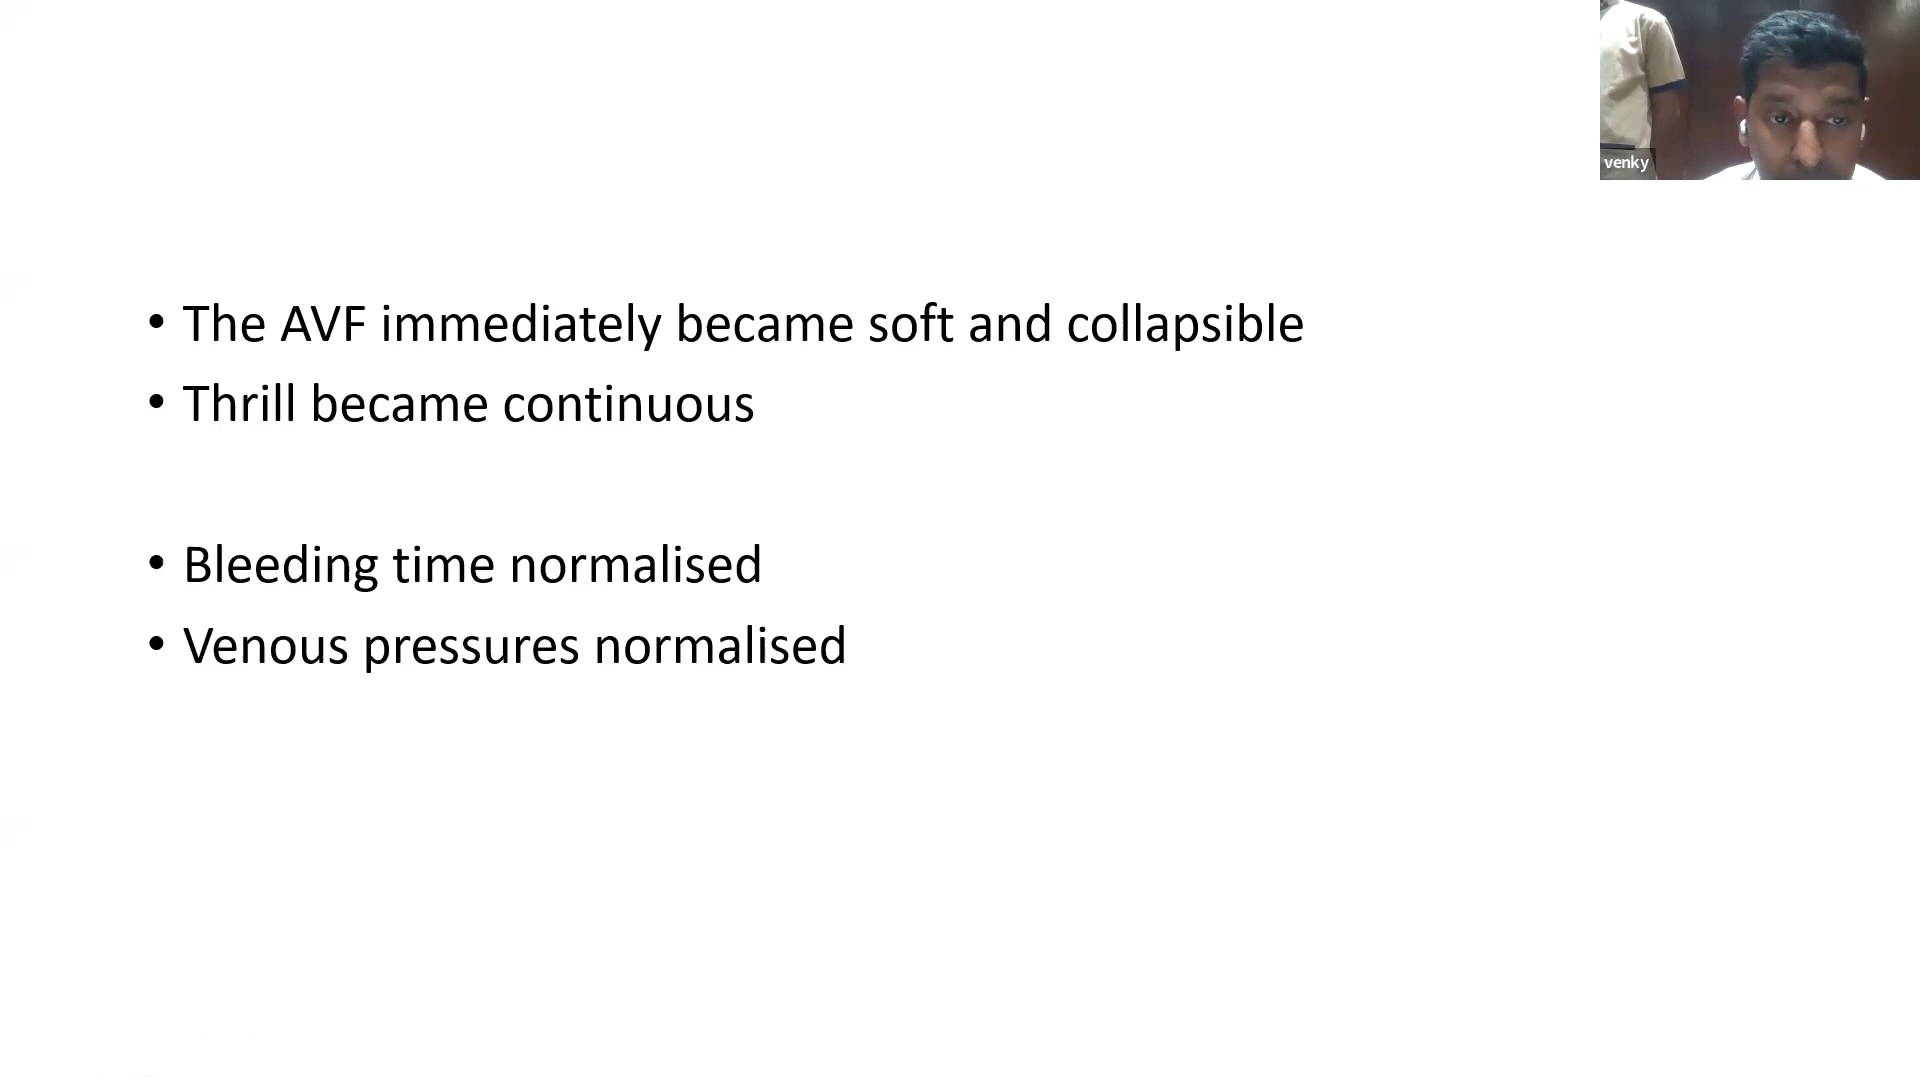 venky
• The AVF immediately became soft and collapsible
• Thrill became continuous
• Bleeding time normalised
• Venous pressures normalised